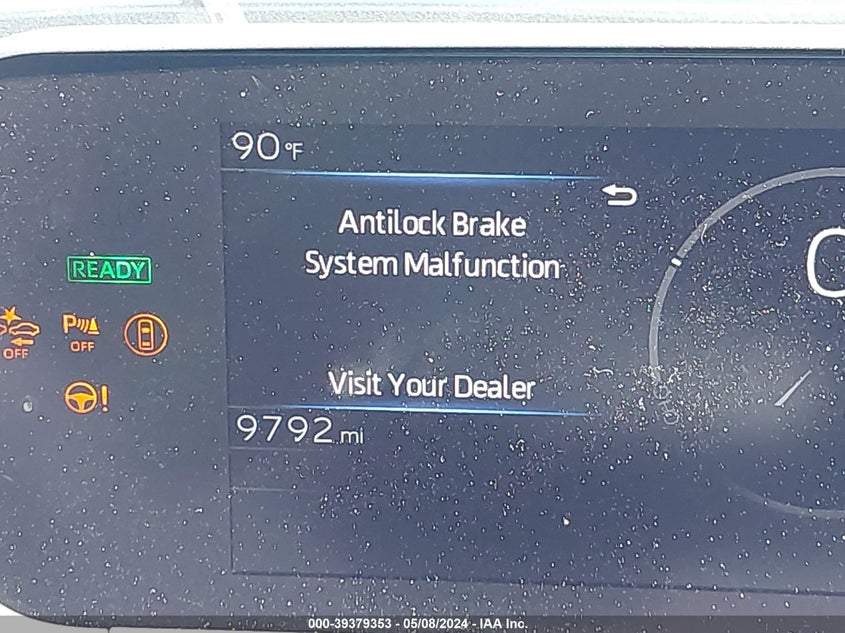 90°F
Antilock Brake
System Malfunction
READY
OFF
P OFF
Visit Your Dealer
9792 mi
000-39379353 - 05/08/2024 - IAA Inc.